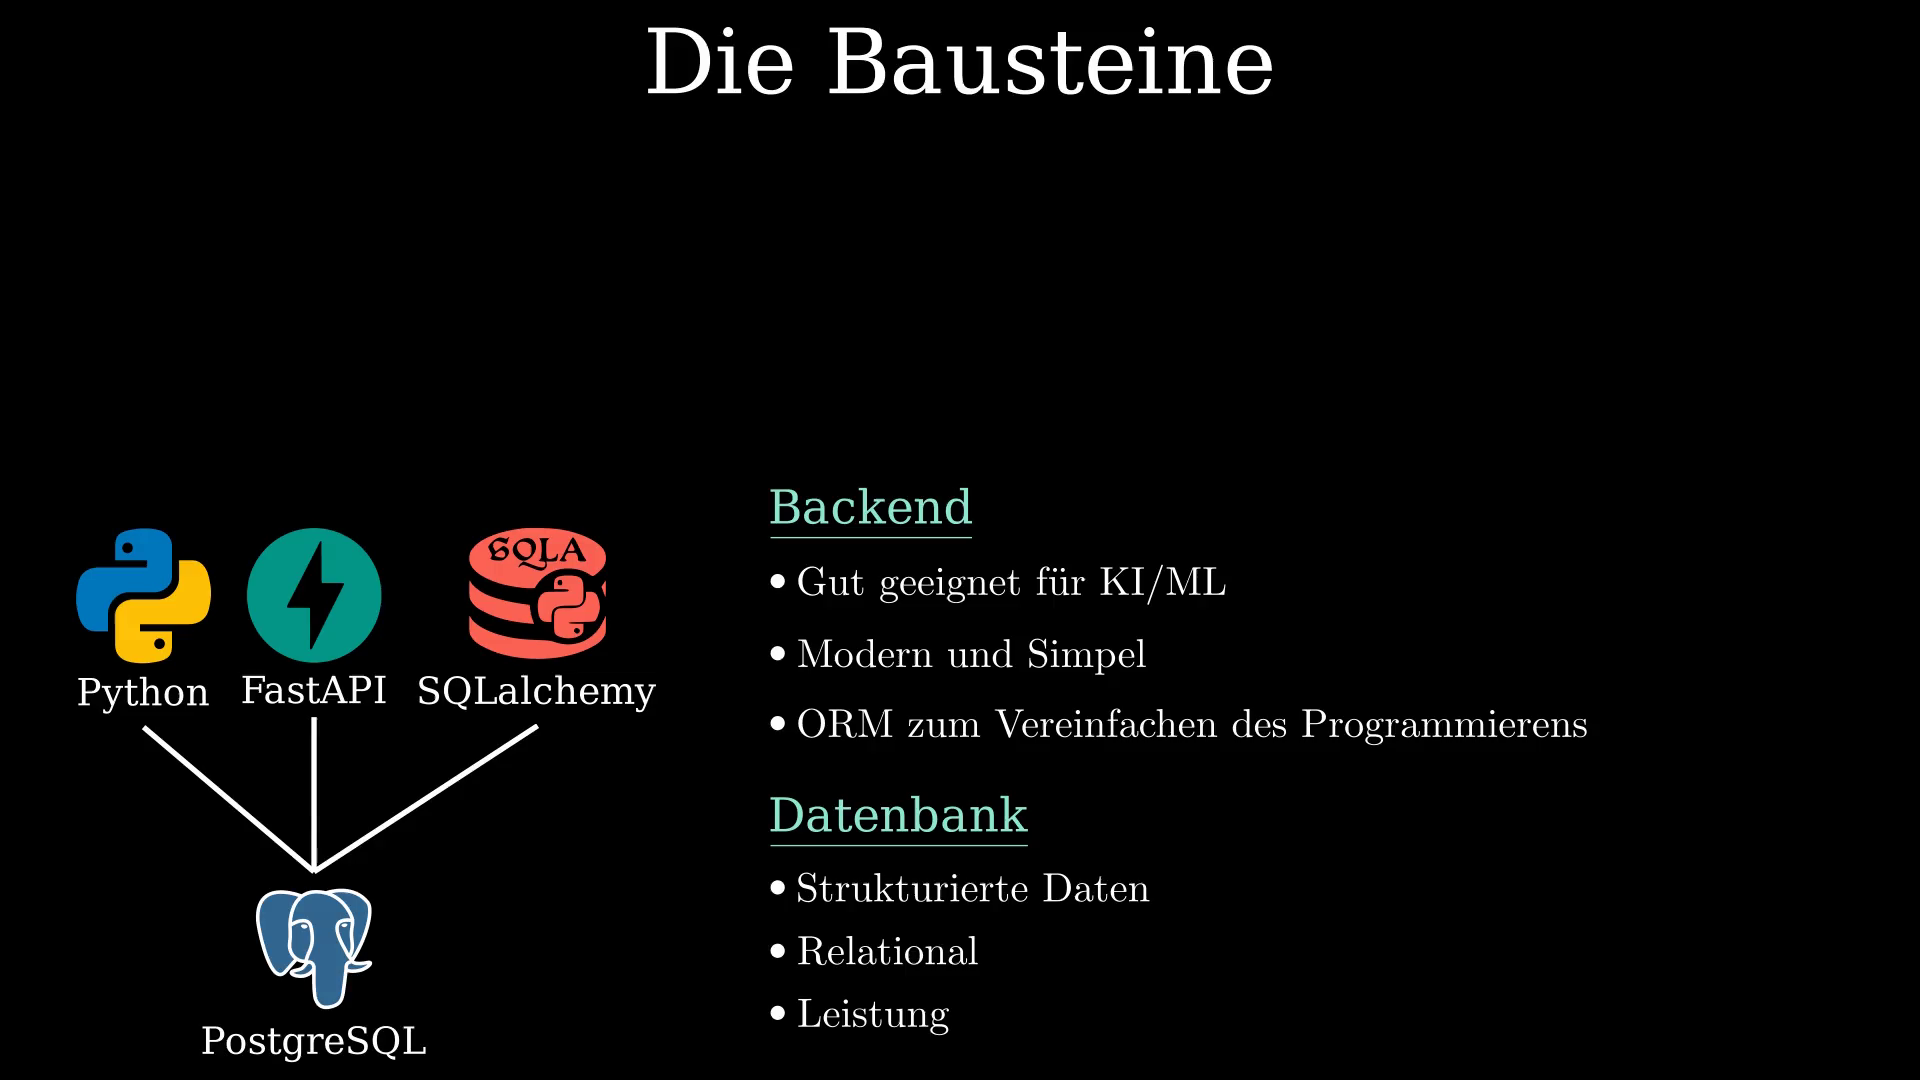 Die Bausteine
SQLA
Python
FastAPI
SQLalchemy
PostgreSQL
Backend
• Gut geeignet für KI/ML
• Modern und Simpel
• ORM zum Vereinfachen des Programmierens
Datenbank
• Strukturierte Daten
• Relational
• Leistung